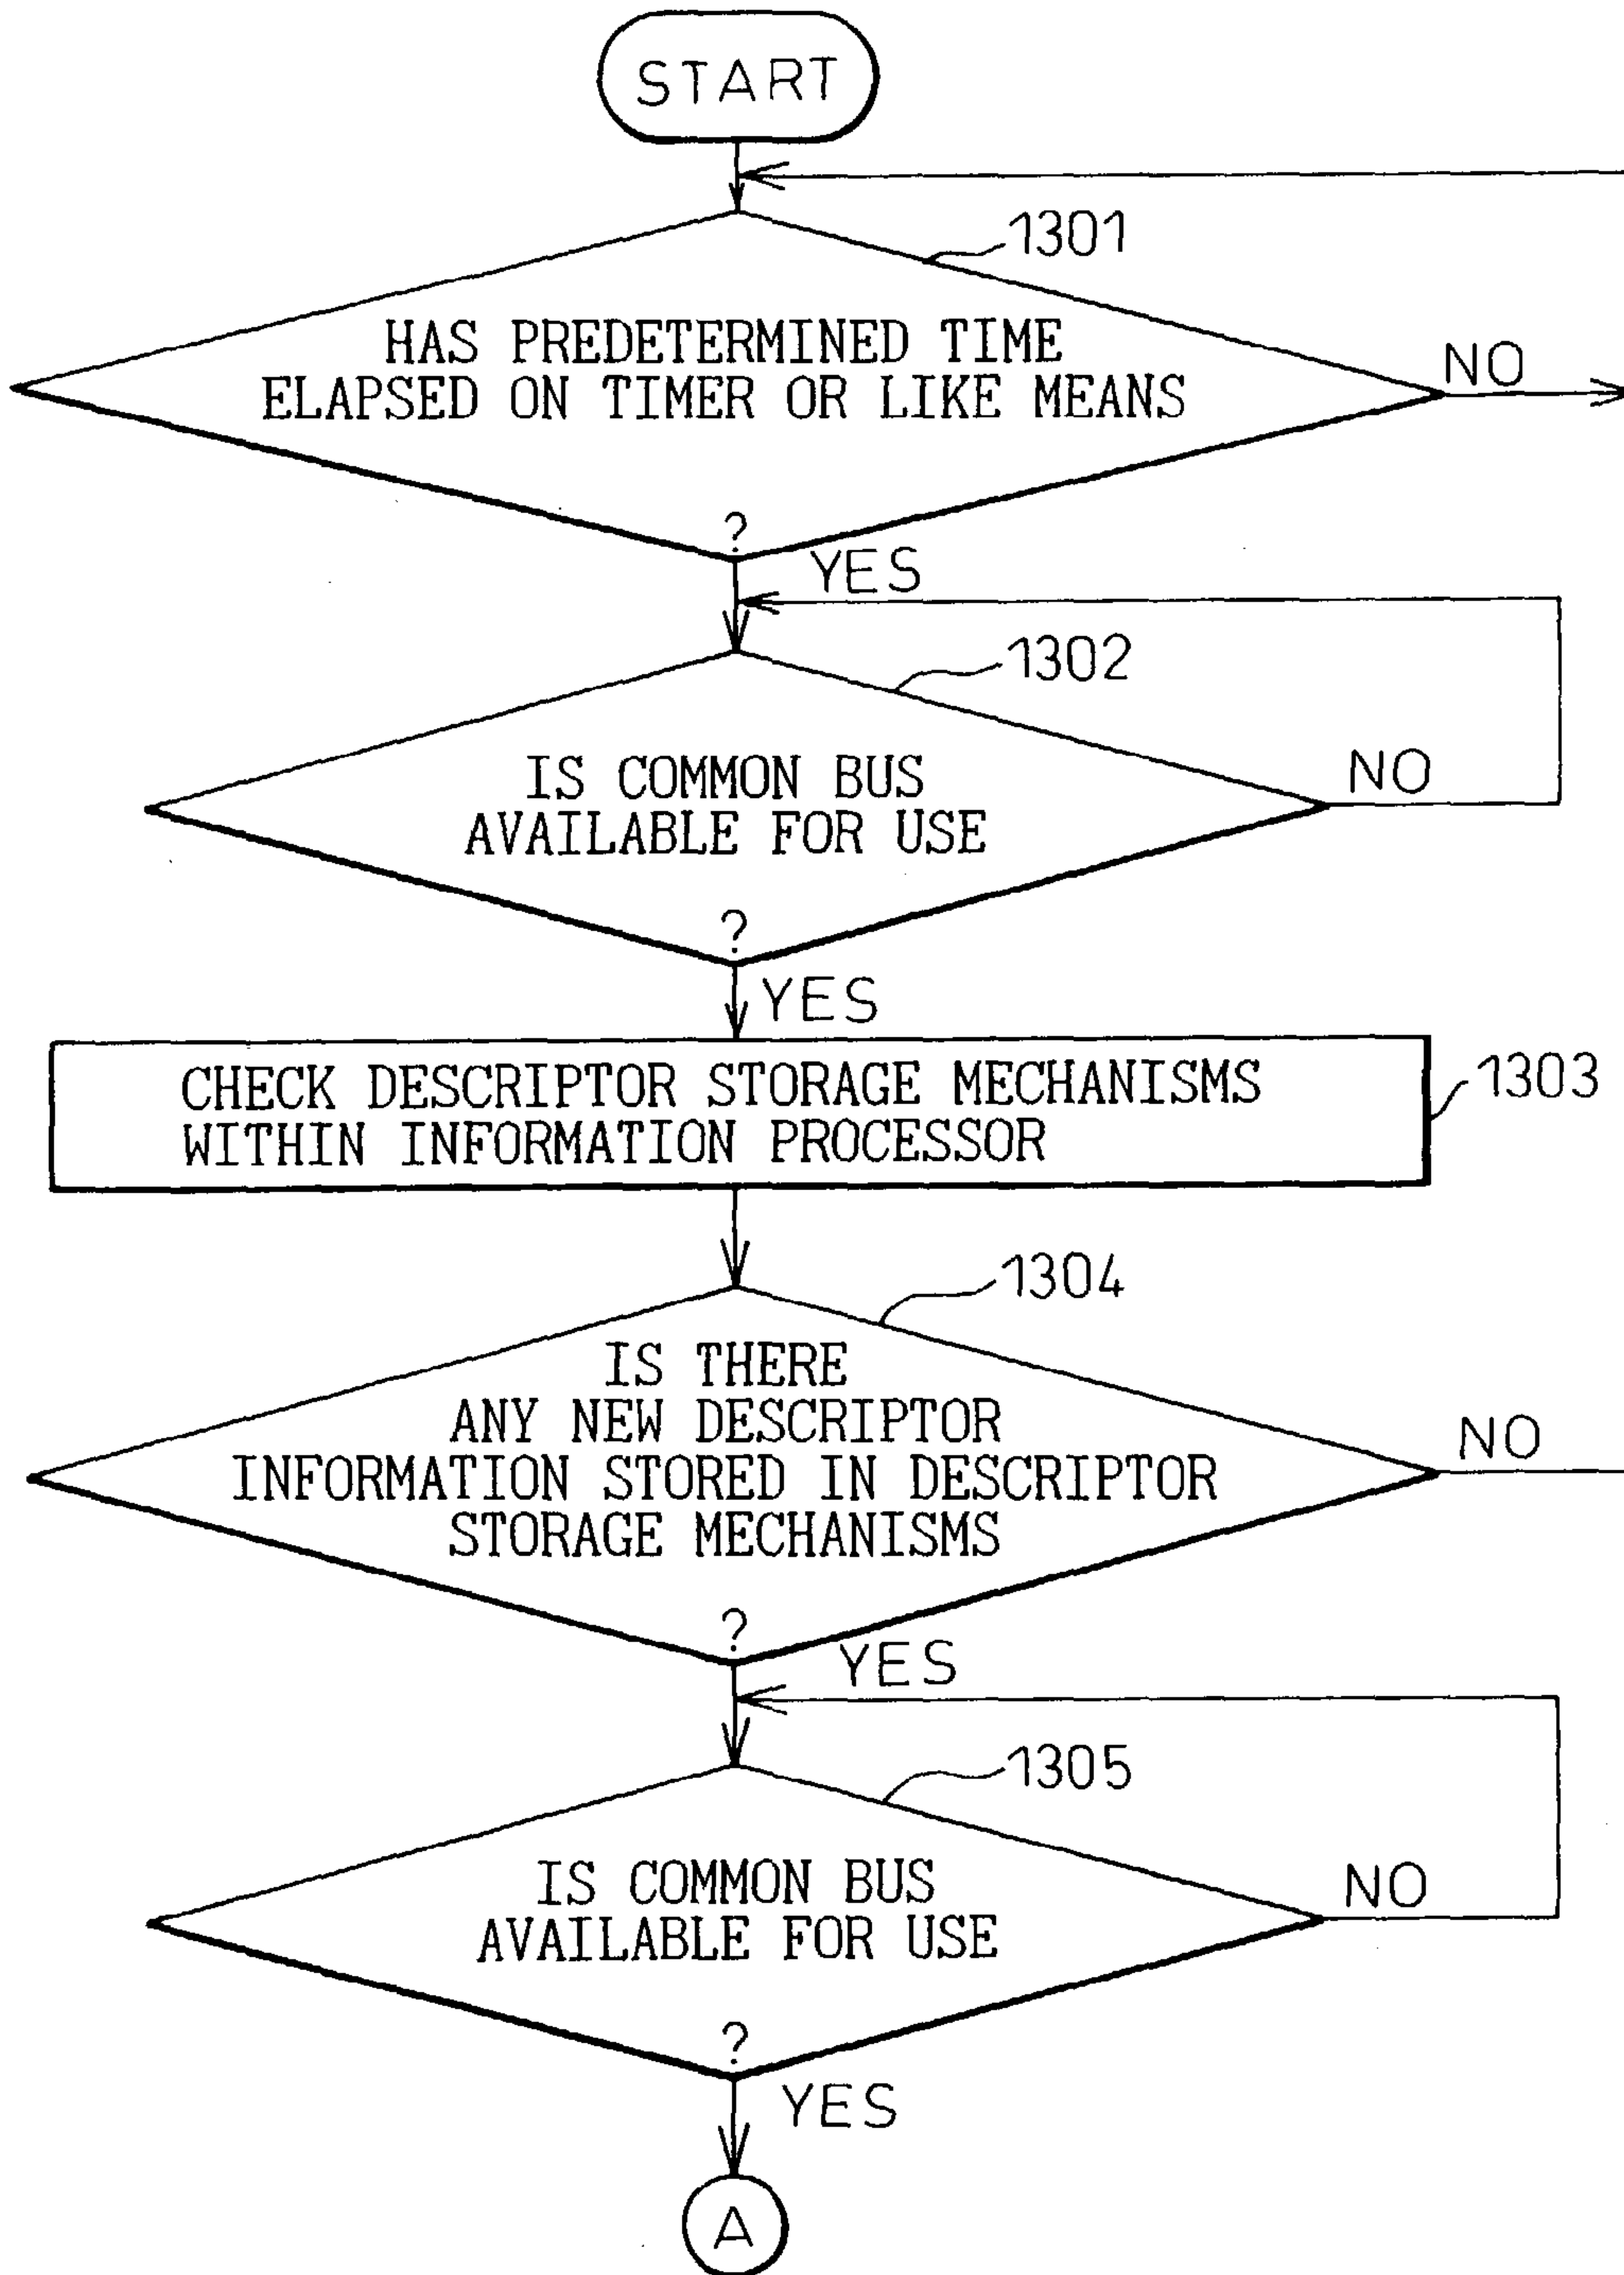 START
1301
HAS PREDETERMINED TIME
ELAPSED ON TIMER OR LIKE MEANS
NO
?
YES
1302
IS COMMON BUS
AVAILABLE FOR USE
NO
?
YES
CHECK DESCRIPTOR STORAGE MECHANISMS
WITHIN INFORMATION PROCESSOR
1303
1304
IS THERE
ANY NEW DESCRIPTOR
INFORMATION STORED IN DESCRIPTOR
STORAGE MECHANISMS
NO
?
YES
1305
IS COMMON BUS
AVAILABLE FOR USE
NO
?
YES
A